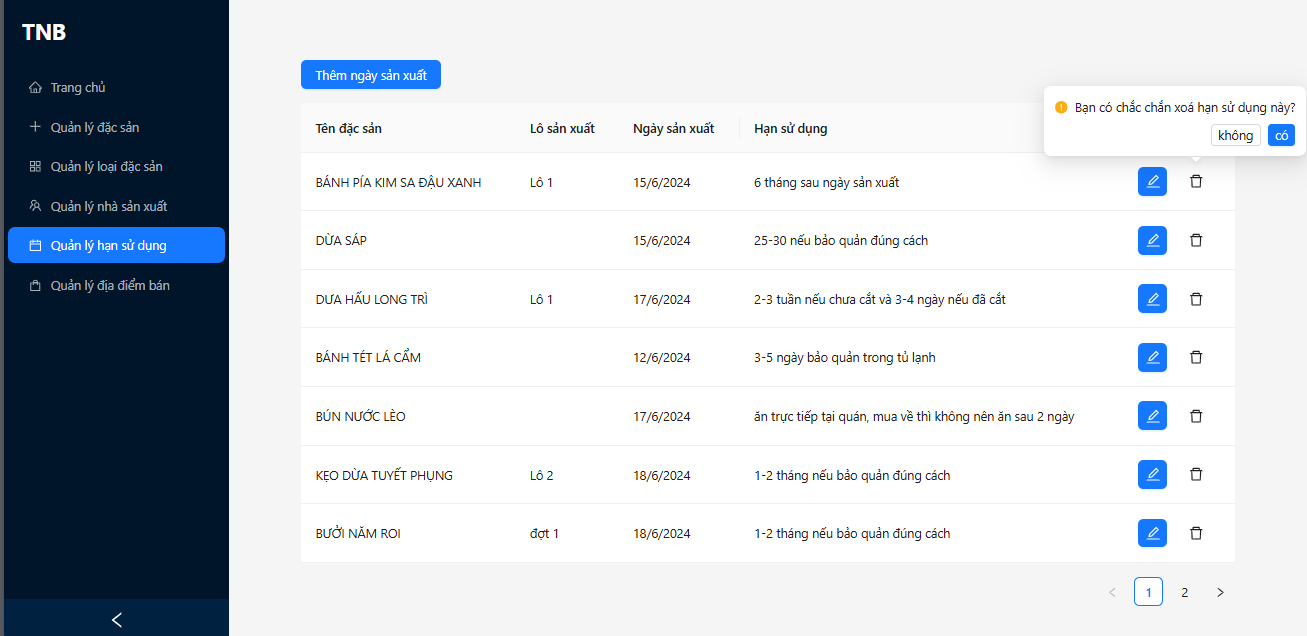 TNB
Trang chủ
Quản lý đặc sản
Quản lý loại đặc sản
Quản lý nhà sản xuất
Quản lý hạn sử dụng
Quản lý địa điểm bán
Thêm ngày sản xuất
Bạn có chắc chắn xoá hạn sử dụng này?
không có
Tên đặc sản Lô sản xuất Ngày sản xuất Hạn sử dụng
BÁNH PÍA KIM SA ĐẬU XANH Lô 1 15/6/2024 6 tháng sau ngày sản xuất
DỪA SÁP 15/6/2024 25-30 nếu bảo quản đúng cách
DƯA HẤU LONG TRÌ Lô 1 17/6/2024 2-3 tuần nếu chưa cắt và 3-4 ngày nếu đã cắt
BÁNH TÉT LÁ CẨM 12/6/2024 3-5 ngày bảo quản trong tủ lạnh
BÚN NƯỚC LÈO 17/6/2024 ăn trực tiếp tại quán, mua về thì không nên ăn sau 2 ngày
KẸO DỪA TUYẾT PHỤNG Lô 2 18/6/2024 1-2 tháng nếu bảo quản đúng cách
BƯỞI NĂM ROI đợt 1 18/6/2024 1-2 tháng nếu bảo quản đúng cách
1 2